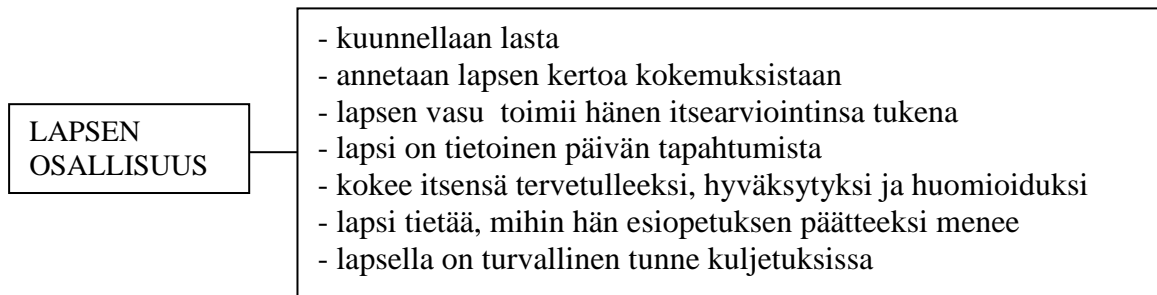 LAPSEN
OSALLISUUS
- kuunnellaan lasta
- annetaan lapsen kertoa kokemuksistaan
- lapsen vasu toimii hänen itsearviointinsa tukena
- lapsi on tietoinen päivän tapahtumista
- kokee itsensä tervetulleeksi, hyväksytyksi ja huomioiduksi
- lapsi tietää, mihin hän esiopetuksen päätteeksi menee
- lapsella on turvallinen tunne kuljetuksissa